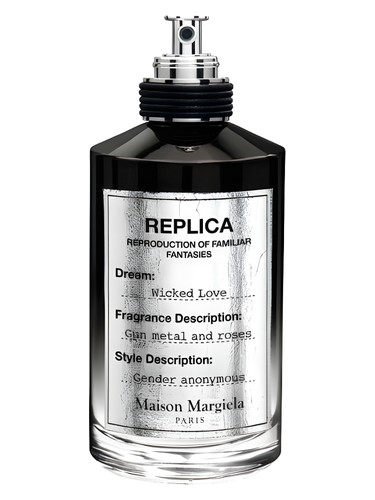 REPLICA
REPRODUCTION OF FAMILIAR
FANTASIES
Dream:
Wicked Love
Fragrance Description:
Gun metal and roses
Style Description:
Gender anonymous
Maison Margiela
PARIS